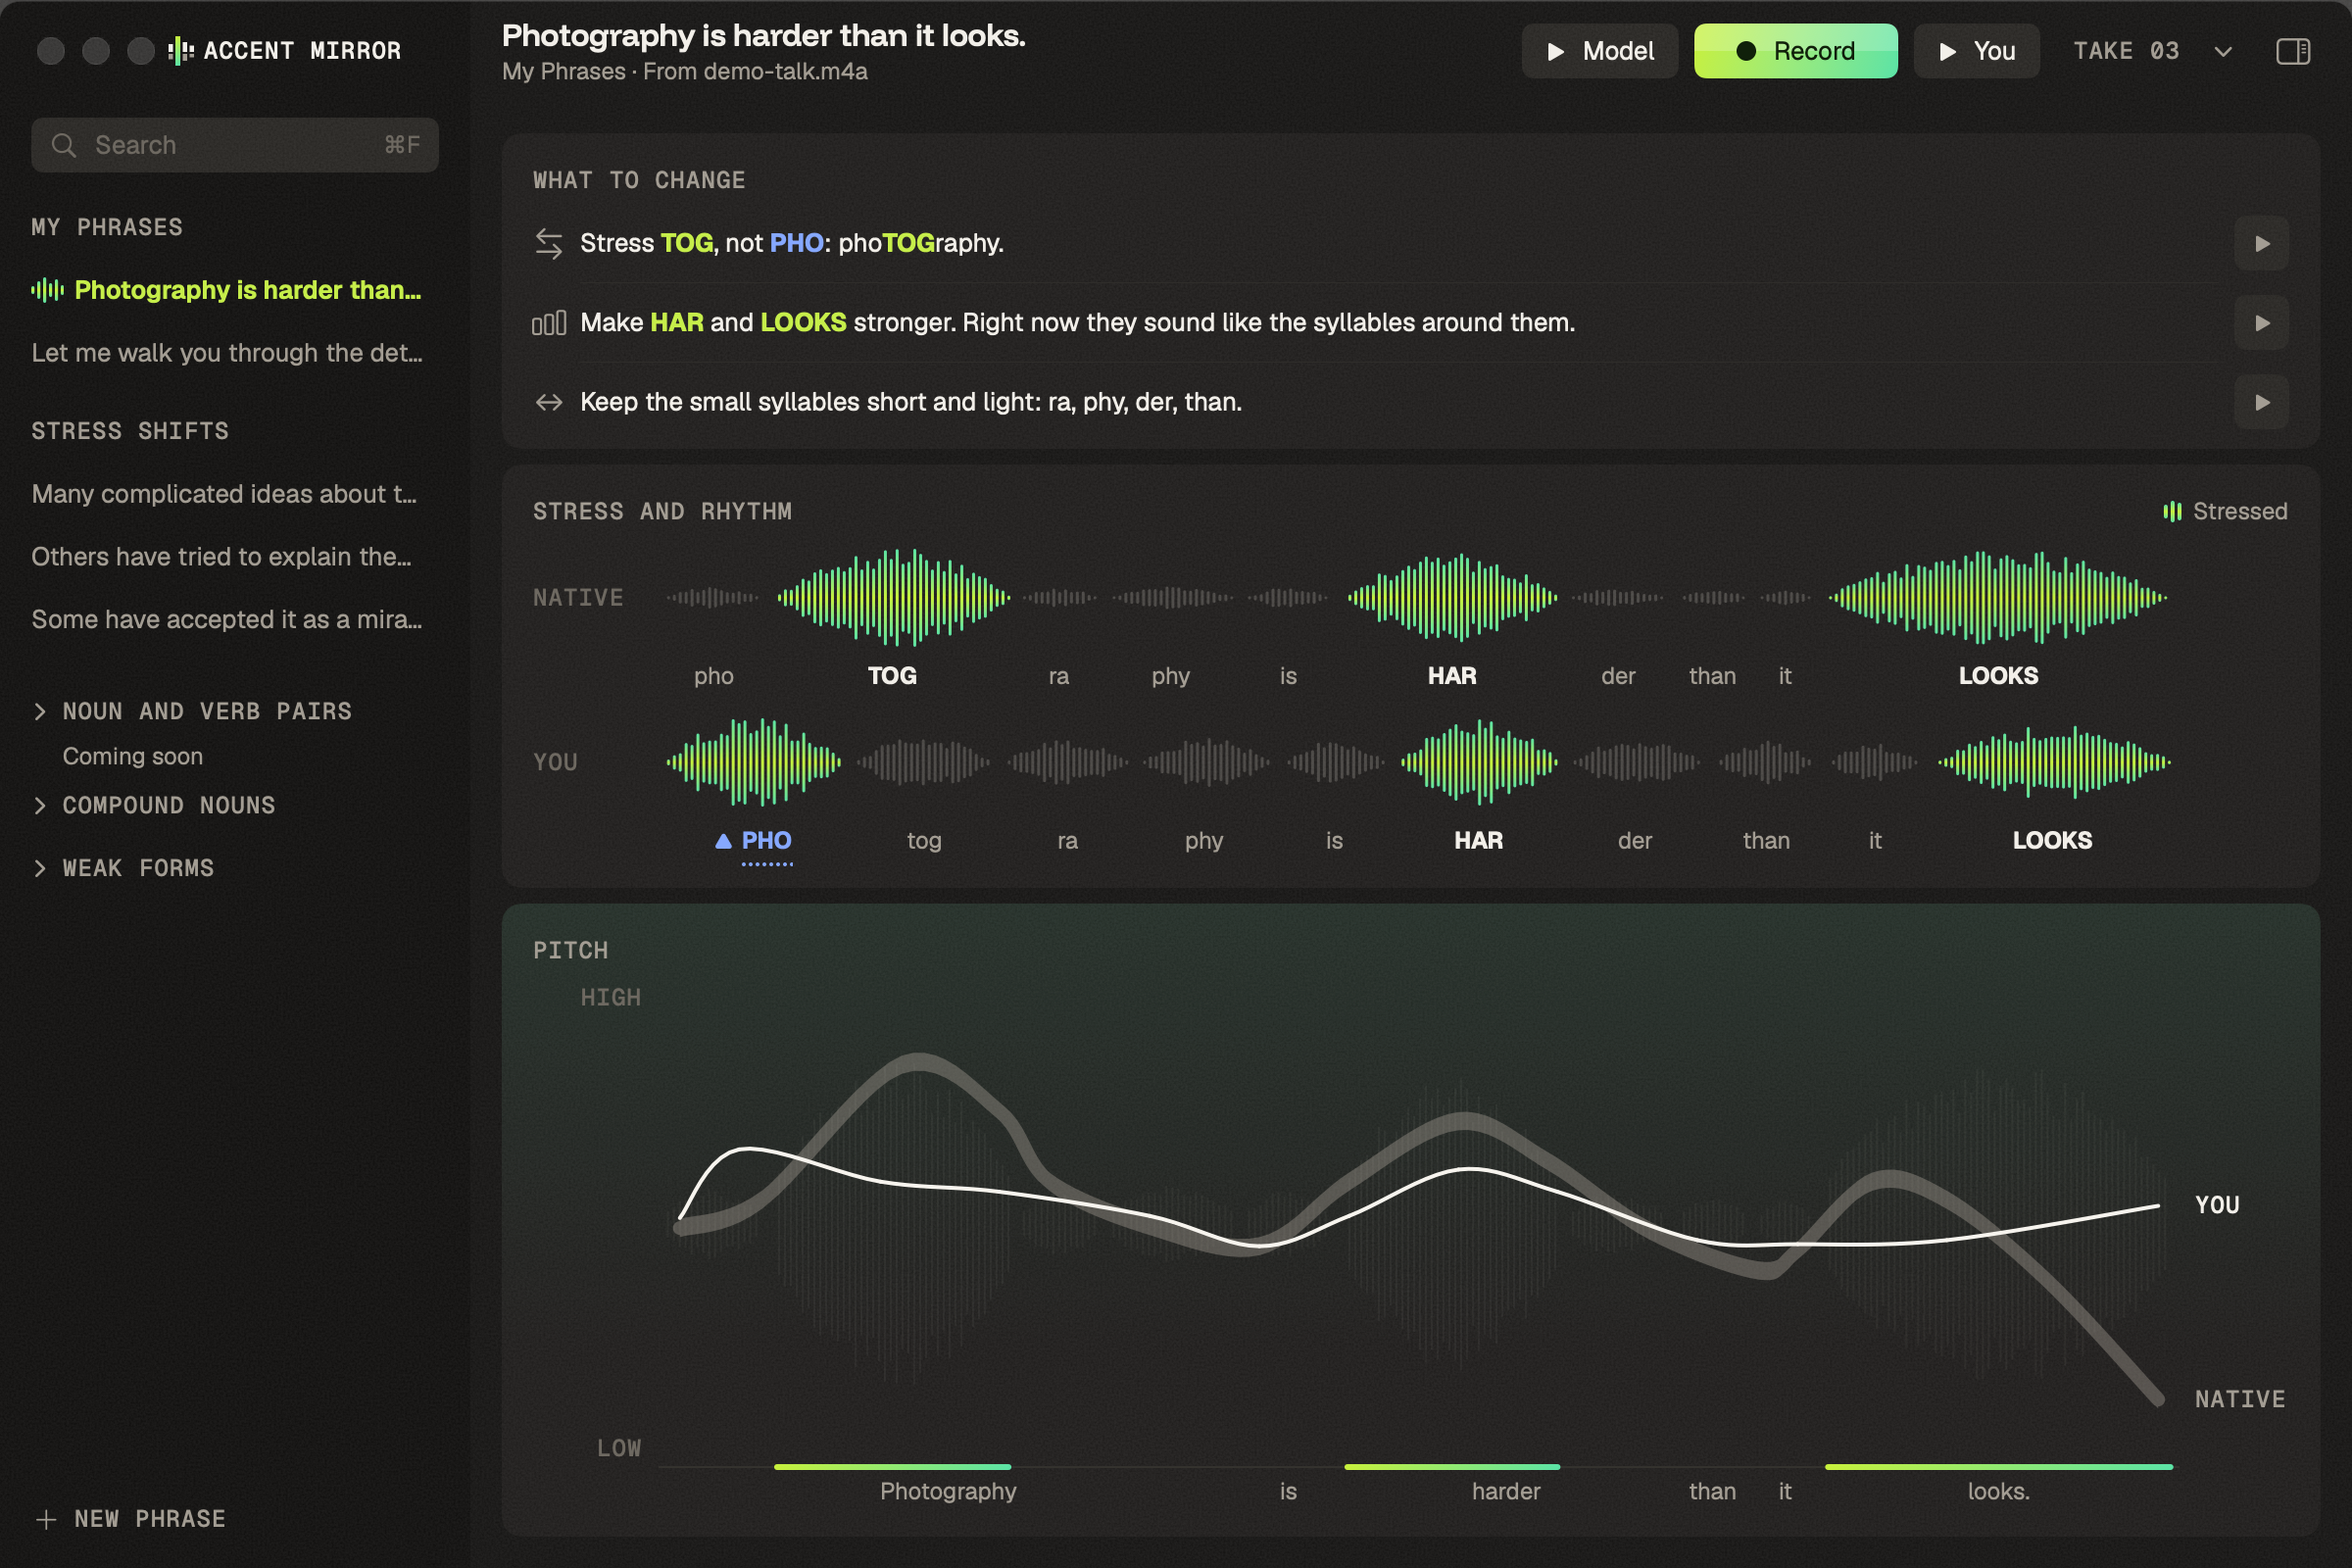 ACCENT MIRROR
Search ⌘F
MY PHRASES
Photography is harder than...
Let me walk you through the det...
STRESS SHIFTS
Many complicated ideas about t...
Others have tried to explain the...
Some have accepted it as a mira...
NOUN AND VERB PAIRS
Coming soon
COMPOUND NOUNS
WEAK FORMS
NEW PHRASE
Photography is harder than it looks.
My Phrases · From demo-talk.m4a
Model
Record
You
TAKE 03
WHAT TO CHANGE
Stress TOG, not PHO: phoTOGraphy.
Make HAR and LOOKS stronger. Right now they sound like the syllables around them.
Keep the small syllables short and light: ra, phy, der, than.
STRESS AND RHYTHM
Stressed
NATIVE
pho TOG ra phy is HAR der than it LOOKS
YOU
PHO tog ra phy is HAR der than it LOOKS
PITCH
HIGH
YOU
NATIVE
LOW
Photography is harder than it looks.